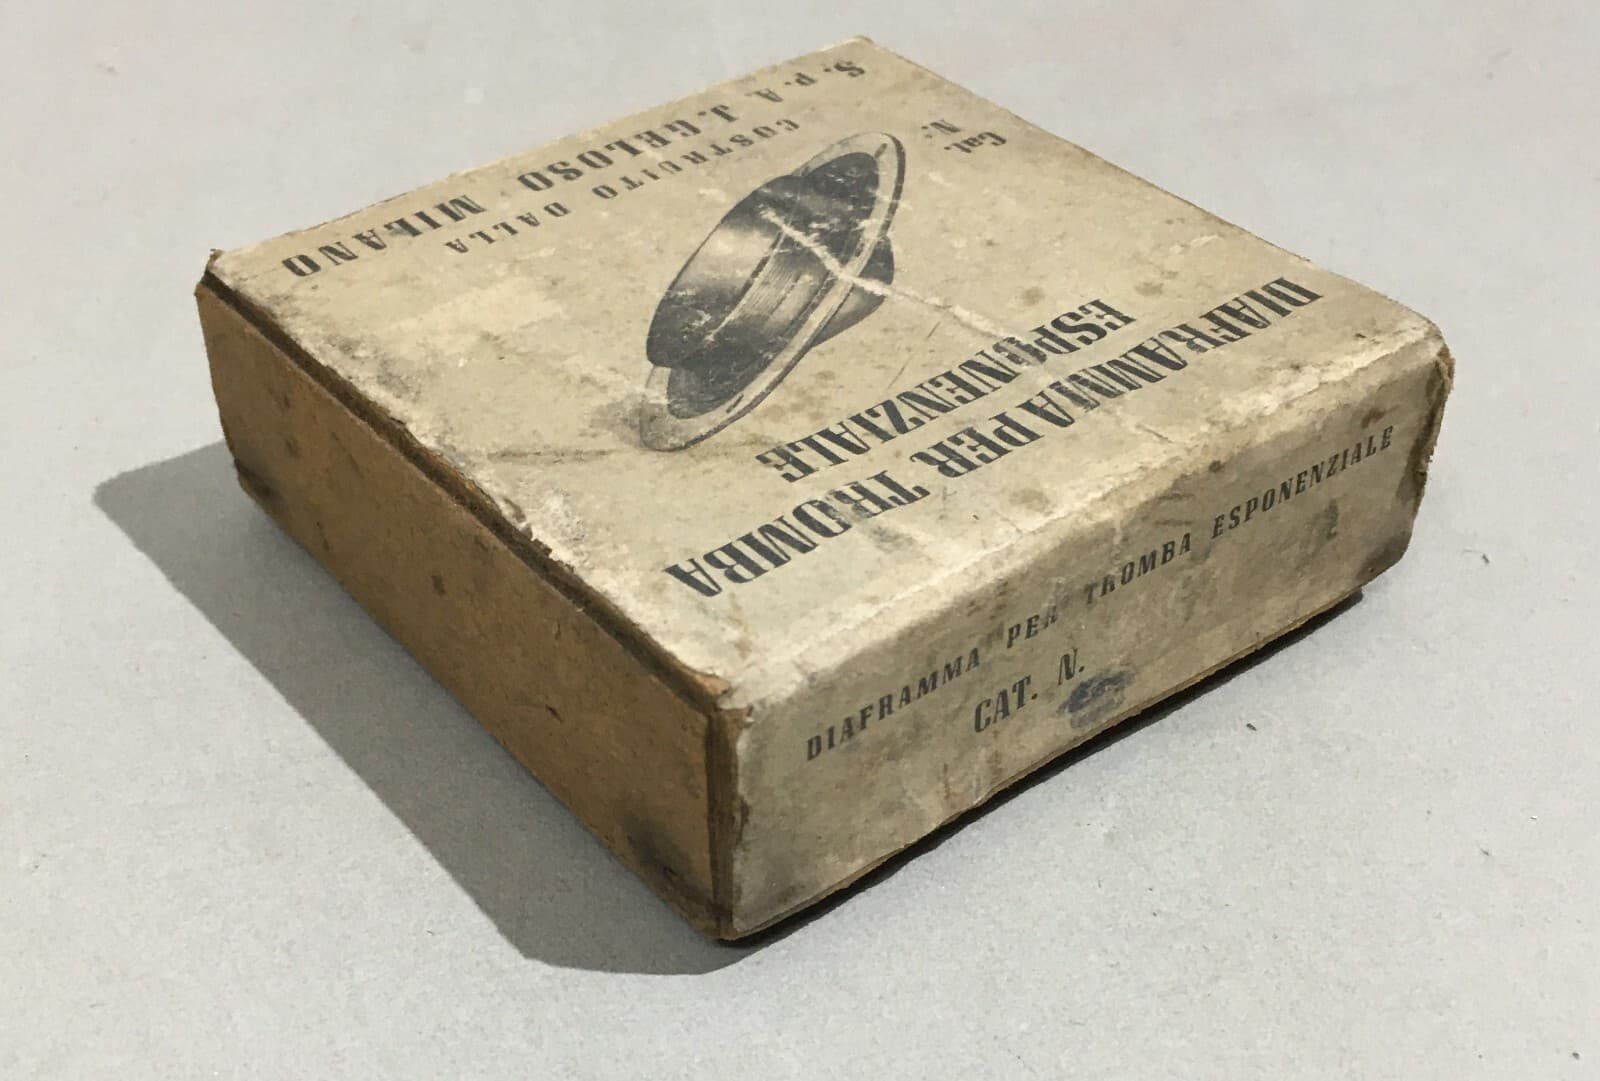 DIAFRAMMA PER TROMBA
ESPONENZIALE
Cat. N.
COSTRUITO DALLA
S.P.A J.GELOSO MILANO
DIAFRAMMA PER TROMBA ESPONENZIALE
CAT. N.